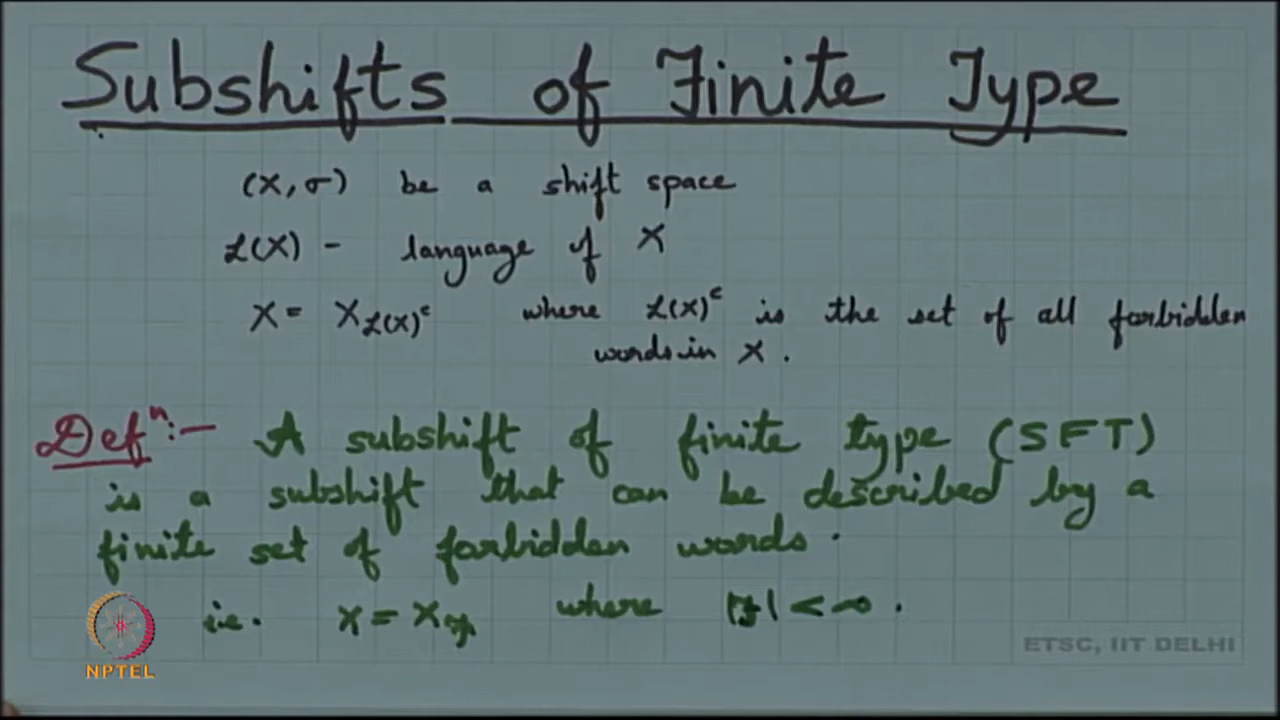 Subshifts of Finite Type
(X, σ) be a shift space
ℒ(X) - language of X
X = X_ℒ(X)ᶜ where ℒ(X)ᶜ is the set of all forbidden
words in X.
Defⁿ:- A subshift of finite type (SFT)
is a subshift that can be described by a
finite set of forbidden words.
i.e. X = X_ℱ where |ℱ| < ∞.
NPTEL
ETSC, IIT DELHI